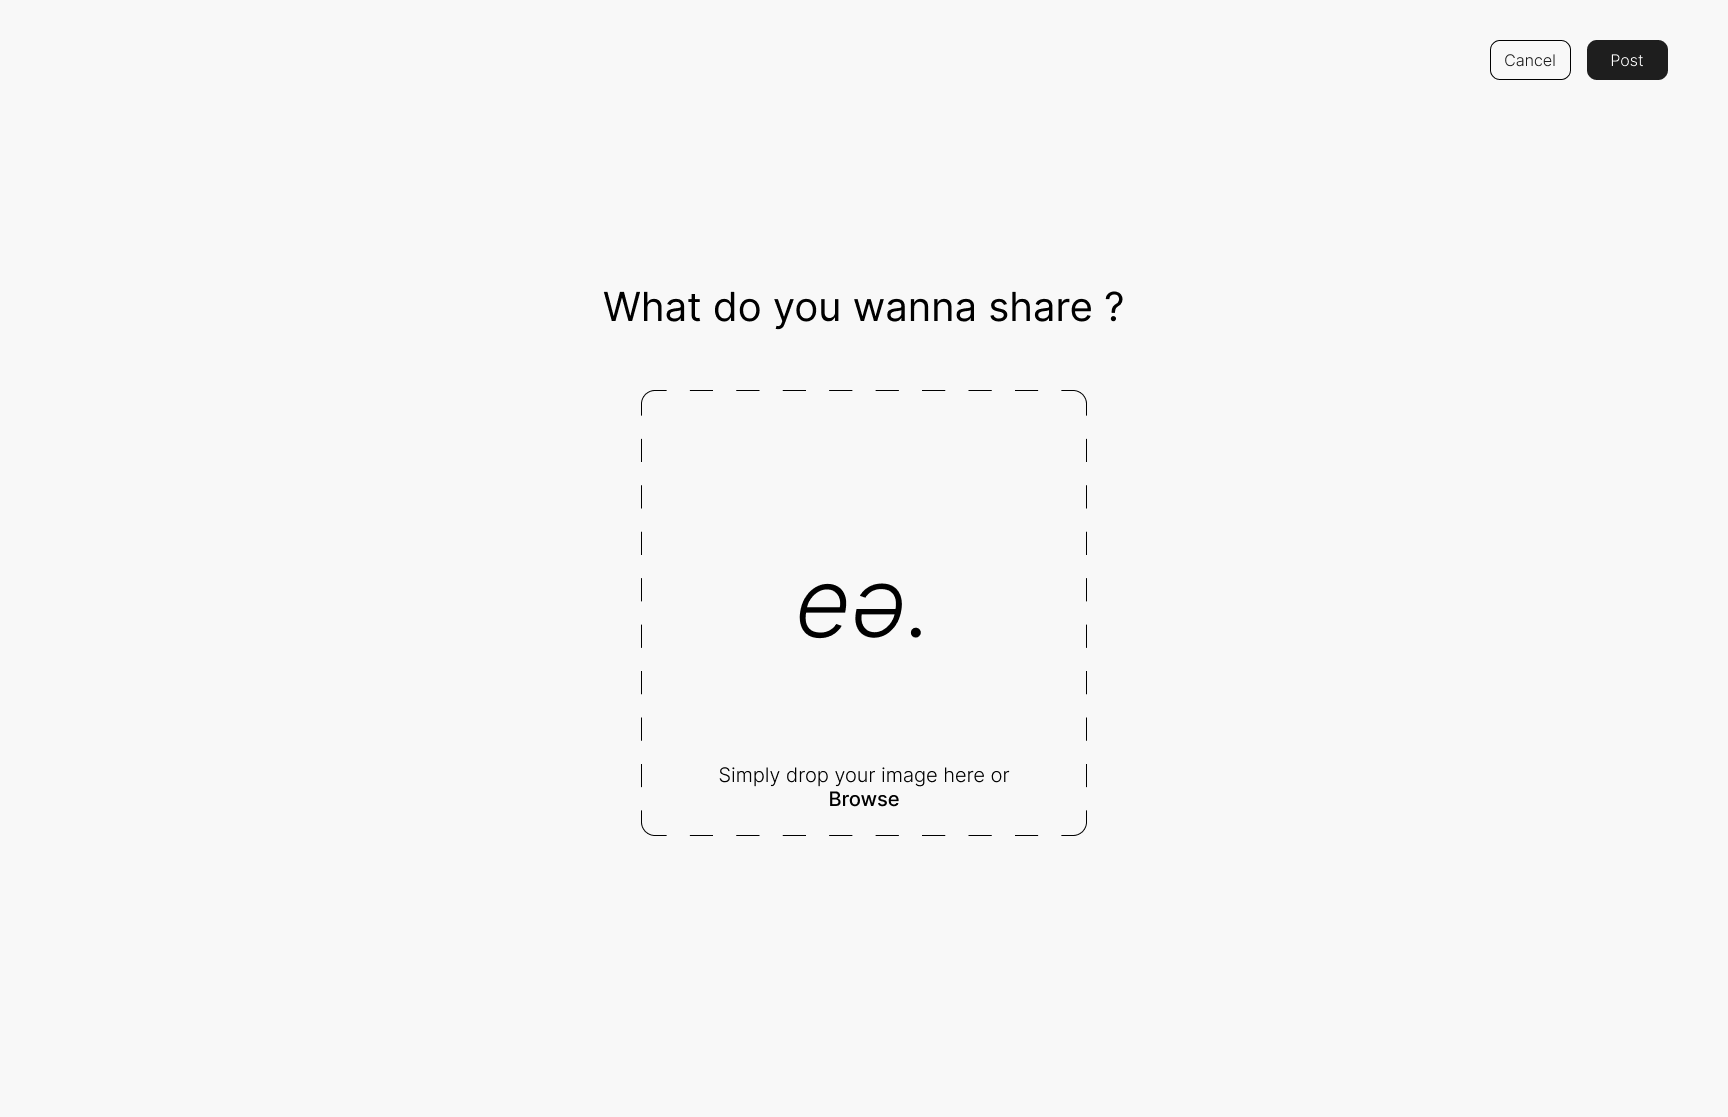 Cancel
Post
What do you wanna share ?
eə.
Simply drop your image here or
Browse